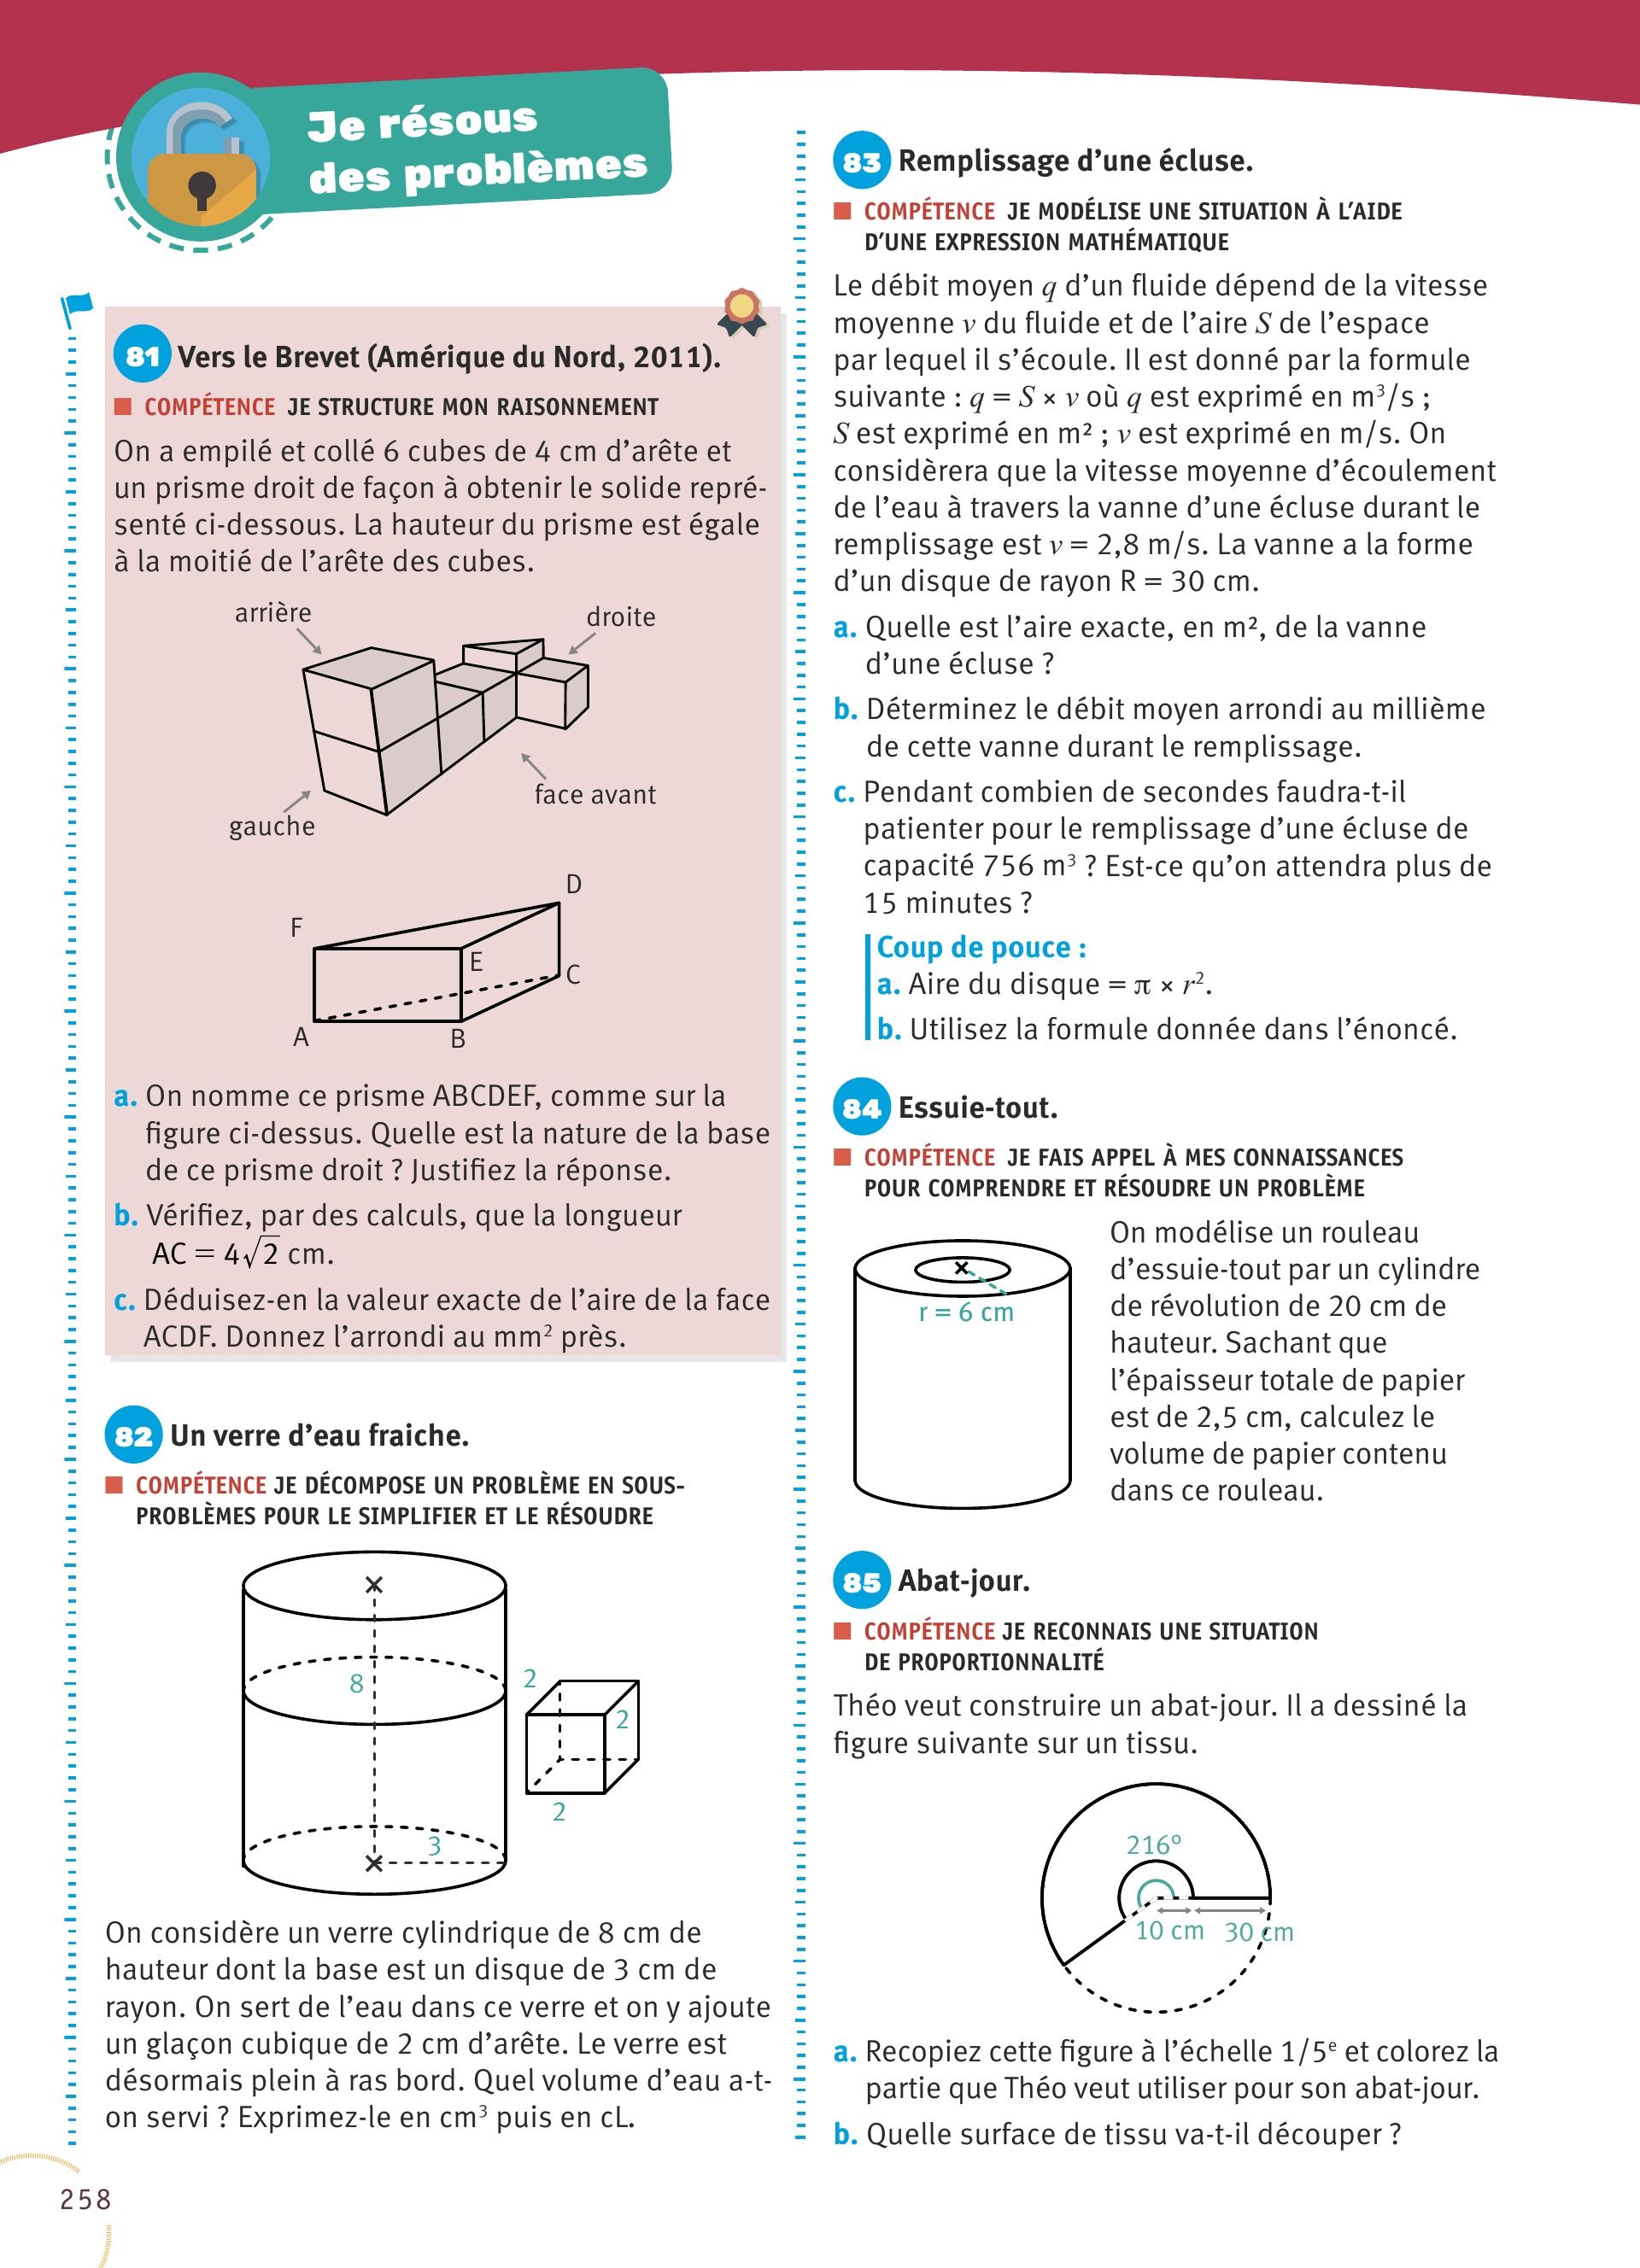 Je résous
des problèmes
81 Vers le Brevet (Amérique du Nord, 2011).
COMPÉTENCE JE STRUCTURE MON RAISONNEMENT
On a empilé et collé 6 cubes de 4 cm d’arête et
un prisme droit de façon à obtenir le solide repré-
senté ci-dessous. La hauteur du prisme est égale
à la moitié de l’arête des cubes.
arrière
droite
face avant
gauche
D
F
E
C
A
B
a. On nomme ce prisme ABCDEF, comme sur la
figure ci-dessus. Quelle est la nature de la base
de ce prisme droit ? Justifiez la réponse.
b. Vérifiez, par des calculs, que la longueur
AC = 4√2 cm.
c. Déduisez-en la valeur exacte de l’aire de la face
ACDF. Donnez l’arrondi au mm² près.
82 Un verre d’eau fraiche.
COMPÉTENCE JE DÉCOMPOSE UN PROBLÈME EN SOUS-
PROBLÈMES POUR LE SIMPLIFIER ET LE RÉSOUDRE
8
2
2
2
3
On considère un verre cylindrique de 8 cm de
hauteur dont la base est un disque de 3 cm de
rayon. On sert de l’eau dans ce verre et on y ajoute
un glaçon cubique de 2 cm d’arête. Le verre est
désormais plein à ras bord. Quel volume d’eau a-t-
on servi ? Exprimez-le en cm³ puis en cL.
83 Remplissage d’une écluse.
COMPÉTENCE JE MODÉLISE UNE SITUATION À L’AIDE
D’UNE EXPRESSION MATHÉMATIQUE
Le débit moyen q d’un fluide dépend de la vitesse
moyenne v du fluide et de l’aire S de l’espace
par lequel il s’écoule. Il est donné par la formule
suivante : q = S × v où q est exprimé en m³/s ;
S est exprimé en m² ; v est exprimé en m/s. On
considèrera que la vitesse moyenne d’écoulement
de l’eau à travers la vanne d’une écluse durant le
remplissage est v = 2,8 m/s. La vanne a la forme
d’un disque de rayon R = 30 cm.
a. Quelle est l’aire exacte, en m², de la vanne
d’une écluse ?
b. Déterminez le débit moyen arrondi au millième
de cette vanne durant le remplissage.
c. Pendant combien de secondes faudra-t-il
patienter pour le remplissage d’une écluse de
capacité 756 m³ ? Est-ce qu’on attendra plus de
15 minutes ?
Coup de pouce :
a. Aire du disque = π × r².
b. Utilisez la formule donnée dans l’énoncé.
84 Essuie-tout.
COMPÉTENCE JE FAIS APPEL À MES CONNAISSANCES
POUR COMPRENDRE ET RÉSOUDRE UN PROBLÈME
r = 6 cm
On modélise un rouleau
d’essuie-tout par un cylindre
de révolution de 20 cm de
hauteur. Sachant que
l’épaisseur totale de papier
est de 2,5 cm, calculez le
volume de papier contenu
dans ce rouleau.
85 Abat-jour.
COMPÉTENCE JE RECONNAIS UNE SITUATION
DE PROPORTIONNALITÉ
Théo veut construire un abat-jour. Il a dessiné la
figure suivante sur un tissu.
216°
10 cm 30 cm
a. Recopiez cette figure à l’échelle 1/5ᵉ et colorez la
partie que Théo veut utiliser pour son abat-jour.
b. Quelle surface de tissu va-t-il découper ?
258